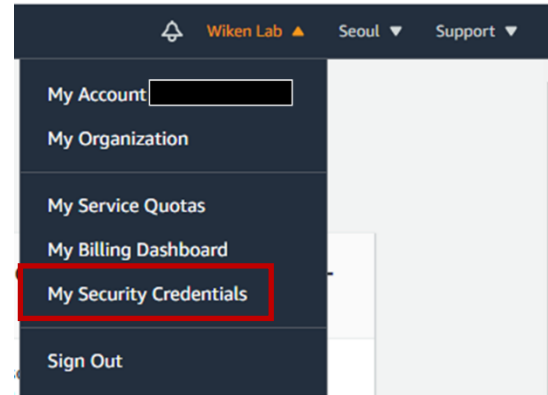 Wiken Lab ▲ Seoul ▼ Support ▼
My Account
My Organization
My Service Quotas
My Billing Dashboard
My Security Credentials
Sign Out